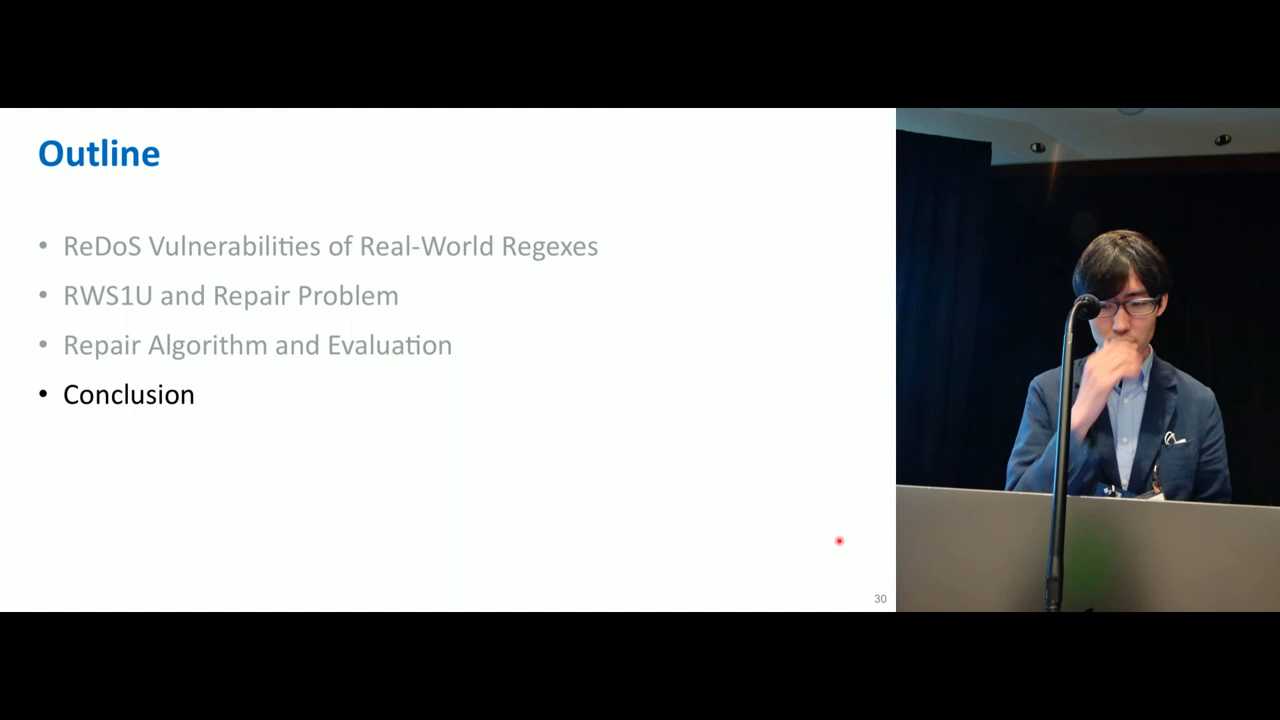 Outline
• ReDoS Vulnerabilities of Real-World Regexes
• RWS1U and Repair Problem
• Repair Algorithm and Evaluation
• Conclusion
30